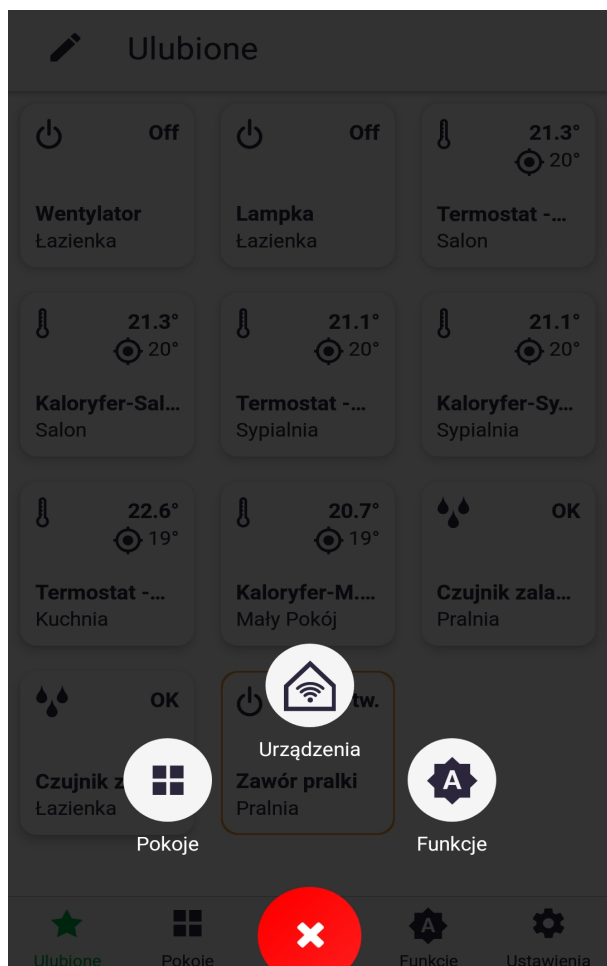 Ulubione
Off
Wentylator
Łazienka
Off
Lampka
Łazienka
21.3°
20°
Termostat -...
Salon
21.3°
20°
Kaloryfer-Sal...
Salon
21.1°
20°
Termostat -...
Sypialnia
21.1°
20°
Kaloryfer-Sy...
Sypialnia
22.6°
19°
Termostat -...
Kuchnia
20.7°
19°
Kaloryfer-M....
Mały Pokój
OK
Czujnik zala...
Pralnia
OK
Czujnik z
Łazienka
tw.
Zawór pralki
Pralnia
Urządzenia
Pokoje
A
Funkcje
Ulubione
Pokoje
A
Funkcje
Ustawienia